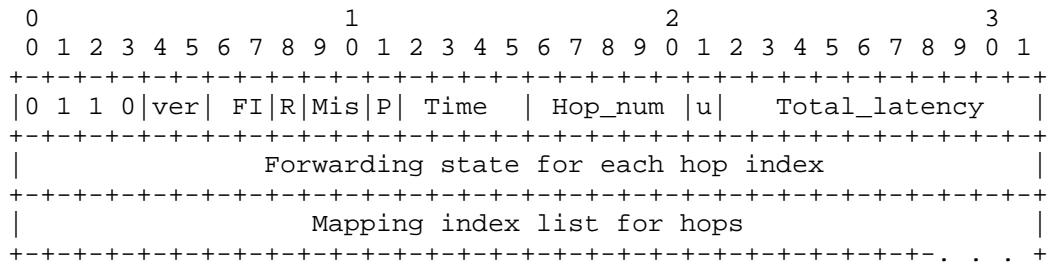 0                   1                   2                   3
 0 1 2 3 4 5 6 7 8 9 0 1 2 3 4 5 6 7 8 9 0 1 2 3 4 5 6 7 8 9 0 1
+-+-+-+-+-+-+-+-+-+-+-+-+-+-+-+-+-+-+-+-+-+-+-+-+-+-+-+-+-+-+-+-+
|0 1 1 0|ver| FI|R|Mis|P| Time  | Hop_num |u|   Total_latency   |
+-+-+-+-+-+-+-+-+-+-+-+-+-+-+-+-+-+-+-+-+-+-+-+-+-+-+-+-+-+-+-+-+
|               Forwarding state for each hop index             |
+-+-+-+-+-+-+-+-+-+-+-+-+-+-+-+-+-+-+-+-+-+-+-+-+-+-+-+-+-+-+-+-+
|                  Mapping index list for hops                  |
+-+-+-+-+-+-+-+-+-+-+-+-+-+-+-+-+-+-+-+-+-+-+-+-+-+-+-+-+-. . . +